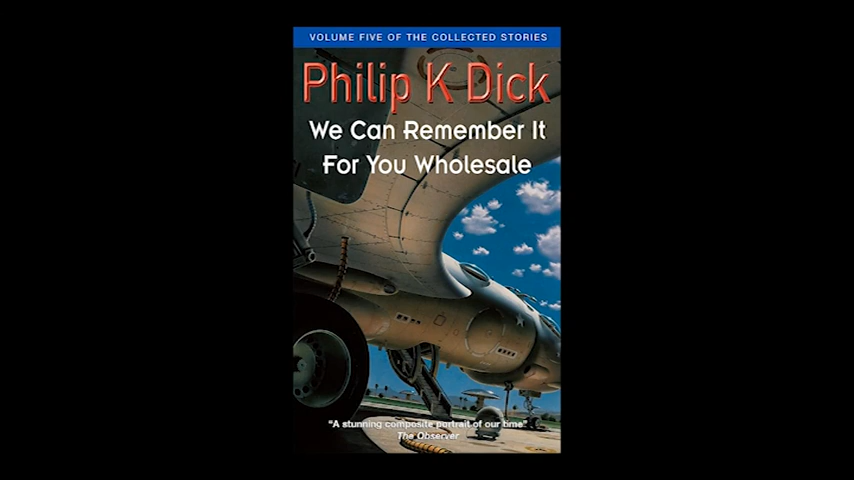 VOLUME FIVE OF THE COLLECTED STORIES
Philip K Dick
We Can Remember It
For You Wholesale
“A stunning composite portrait of our time”
The Observer